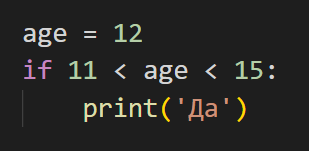 age = 12
if 11 < age < 15:
    print('Да')